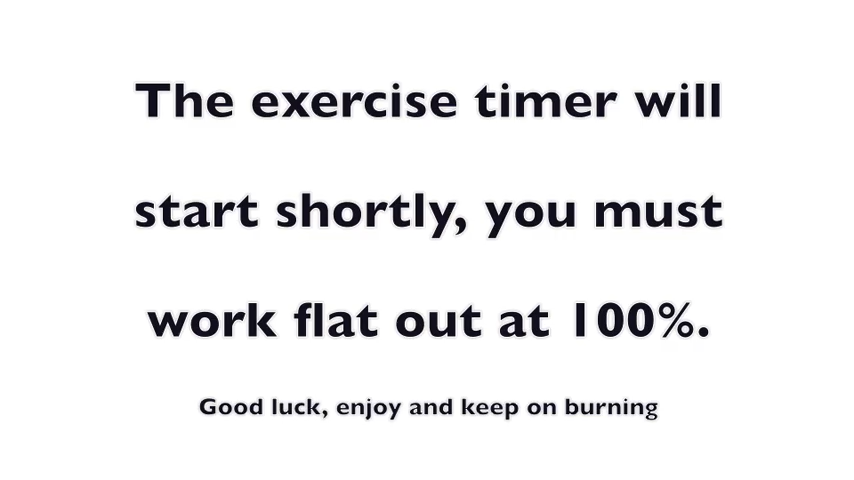 The exercise timer will
start shortly, you must
work flat out at 100%.
Good luck, enjoy and keep on burning